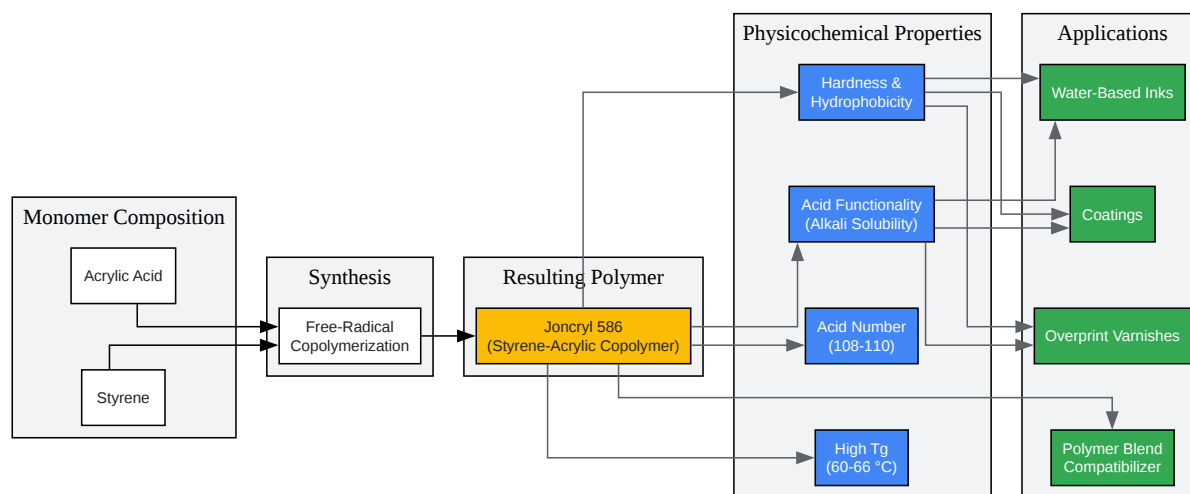 Monomer Composition
Acrylic Acid
Styrene
Synthesis
Free-Radical
Copolymerization
Resulting Polymer
Joncryl 586
(Styrene-Acrylic Copolymer)
Physicochemical Properties
Hardness &
Hydrophobicity
Acid Functionality
(Alkali Solubility)
Acid Number
(108-110)
High Tg
(60-66 °C)
Applications
Water-Based Inks
Coatings
Overprint Varnishes
Polymer Blend
Compatibilizer